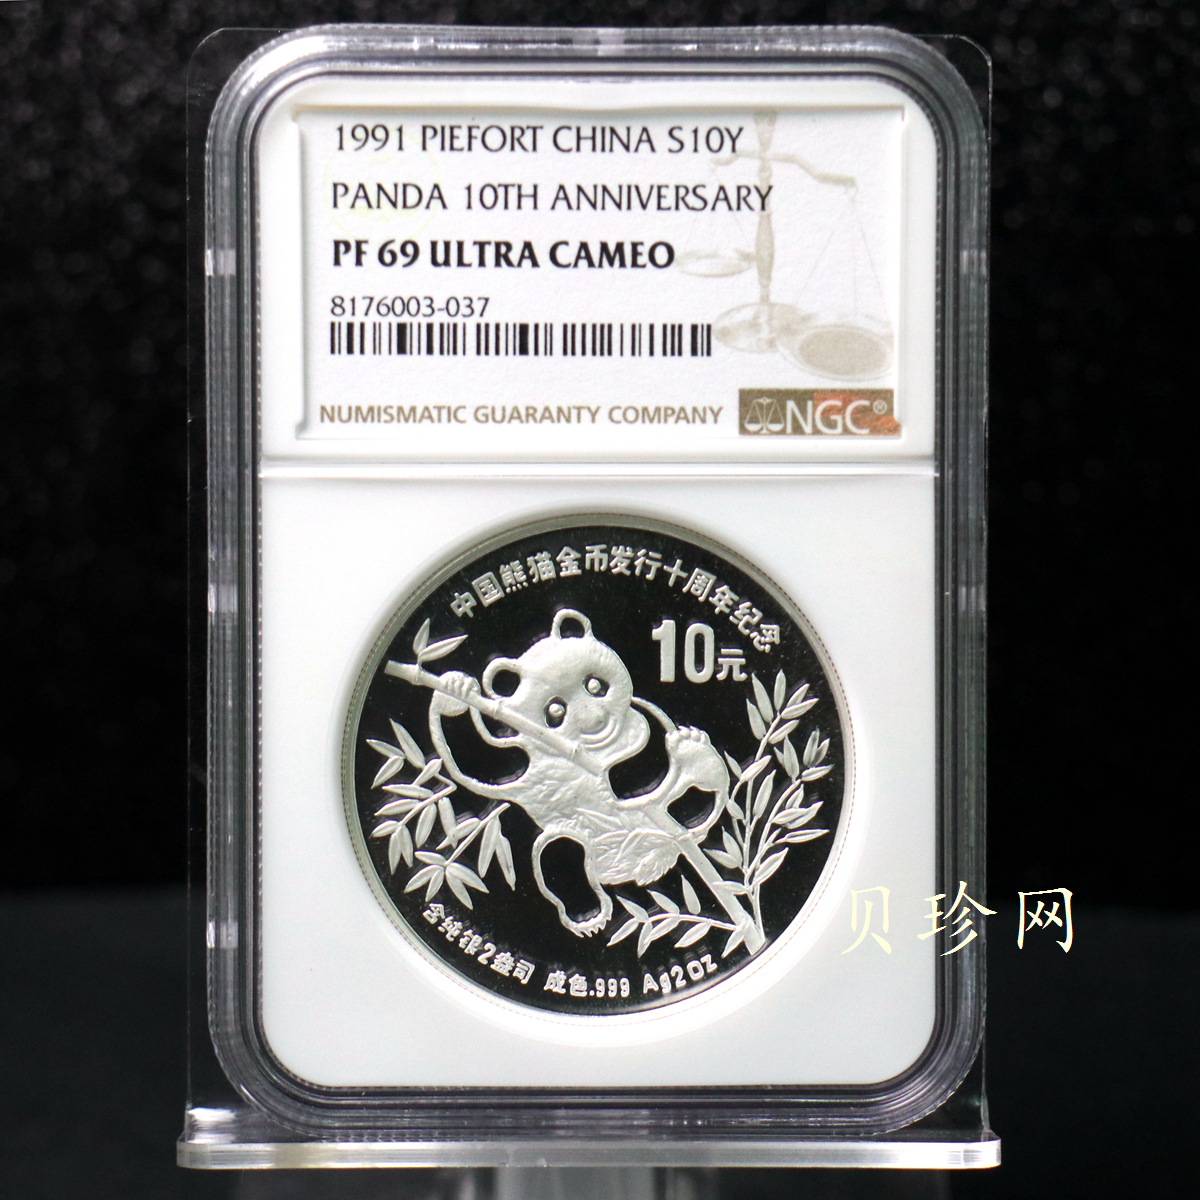 1991 PIEFORT CHINA S10Y
PANDA 10TH ANNIVERSARY
PF 69 ULTRA CAMEO
8176003-037
NUMISMATIC GUARANTY COMPANY
NGC®
中国熊猫金币发行十周年纪念
10元
含纯银2盎司 成色.999 Ag2oz
贝珍网